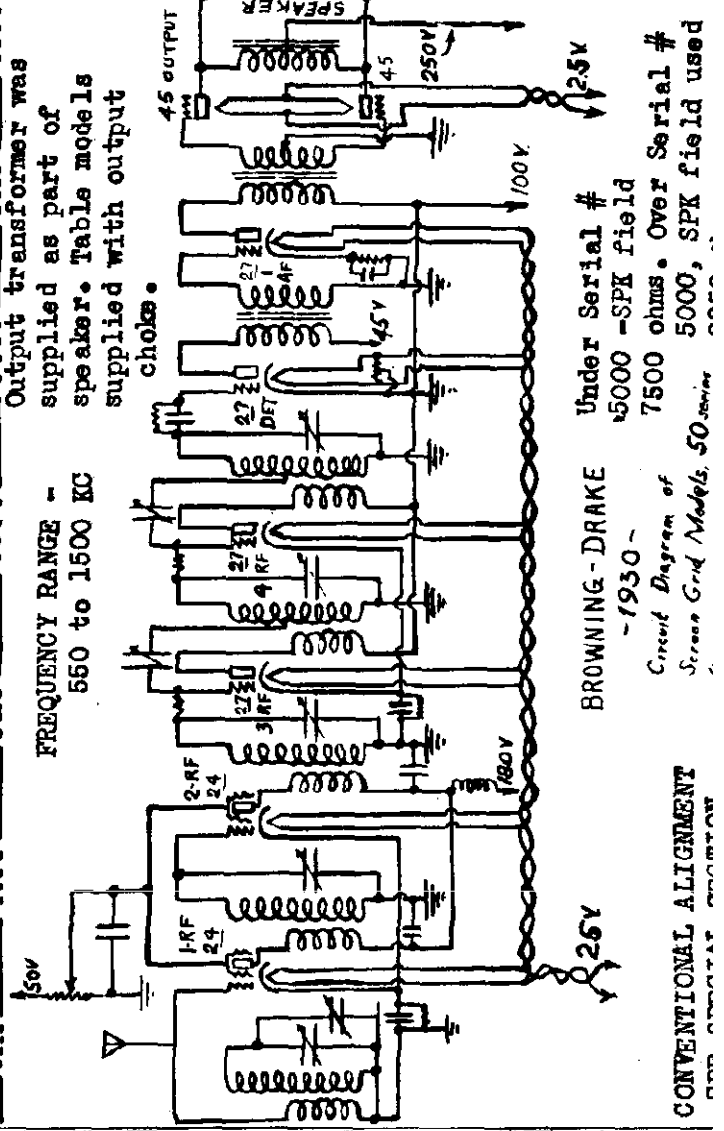 Output transformer was
supplied as part of
speaker. Table models
supplied with output
choke.
FREQUENCY RANGE -
550 to 1500 KC
SPEAKER
45 OUTPUT
45
250V
2.5V
100V.
27
1
AF
45V
27
DET
27
4 RF
27
3 RF
2-RF
24
180V
1-RF
24
50V
2.5V.
BROWNING-DRAKE
-1930-
Circuit Diagram of
Screen Grid Models, 50 series
Under Serial #
5000 -SPK field
7500 ohms. Over Serial #
5000, SPK field used
CONVENTIONAL ALIGNMENT